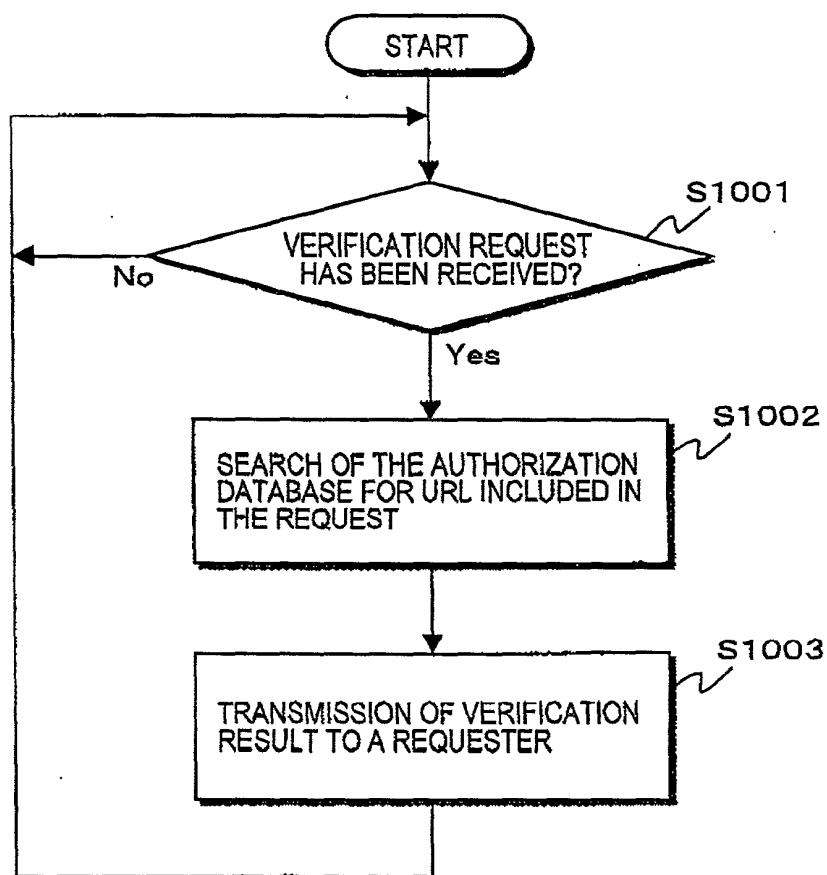 START
S1001
VERIFICATION REQUEST
HAS BEEN RECEIVED?
No
Yes
S1002
SEARCH OF THE AUTHORIZATION
DATABASE FOR URL INCLUDED IN
THE REQUEST
S1003
TRANSMISSION OF VERIFICATION
RESULT TO A REQUESTER